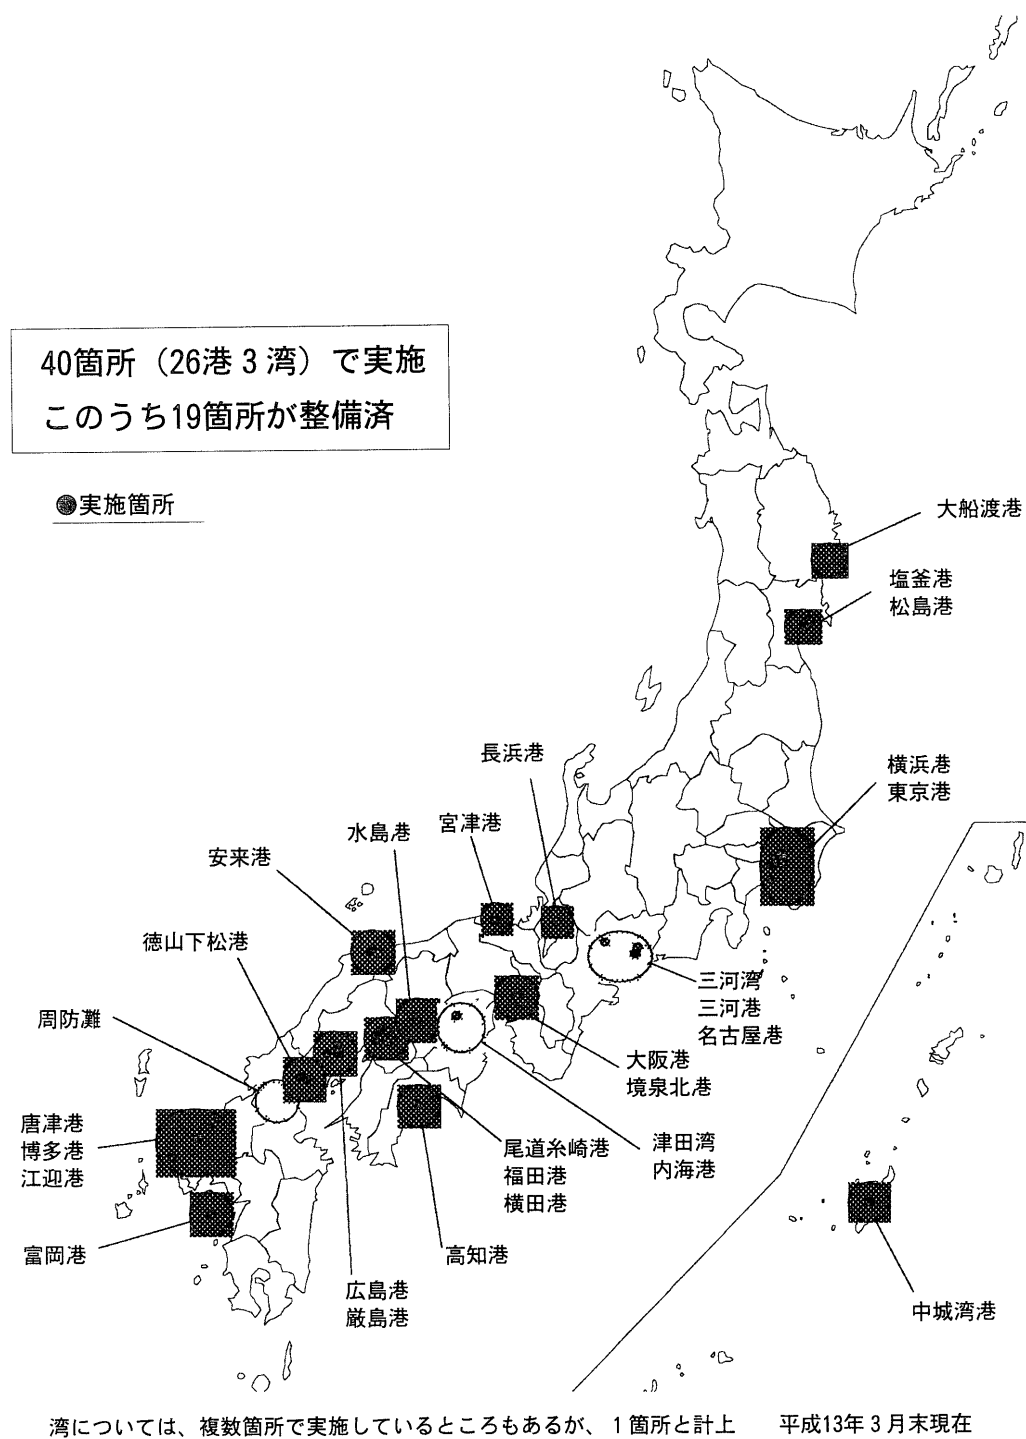 40箇所（26港３湾）で実施
このうち19箇所が整備済
●実施箇所
大船渡港
塩釜港
松島港
横浜港
東京港
長浜港
宮津港
水島港
安来港
徳山下松港
周防灘
唐津港
博多港
江迎港
富岡港
三河湾
三河港
名古屋港
大阪港
境泉北港
津田湾
内海港
尾道糸崎港
福田港
横田港
高知港
広島港
厳島港
中城湾港
湾については、複数箇所で実施しているところもあるが、１箇所と計上　　平成13年３月末現在